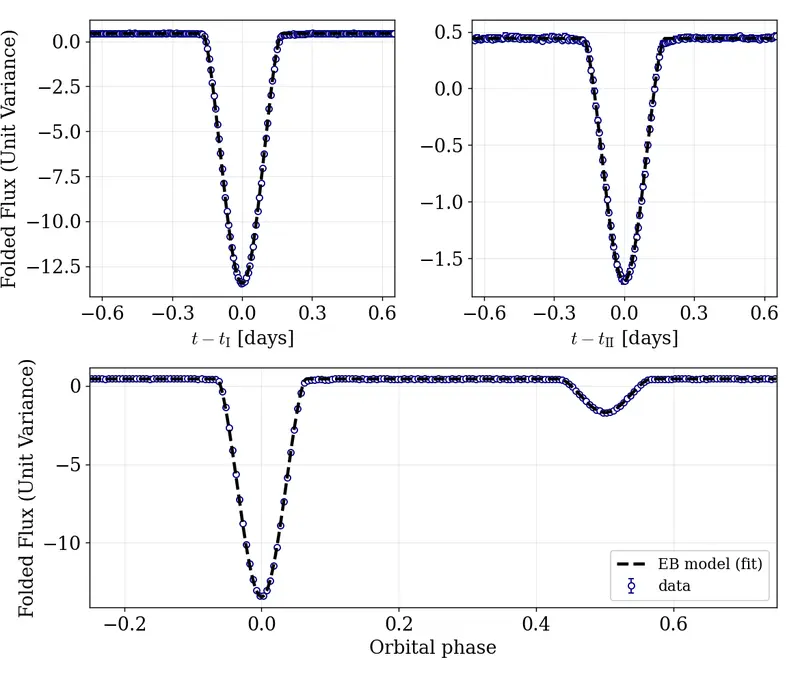 Folded Flux (Unit Variance)
0.0
−2.5
−5.0
−7.5
−10.0
−12.5
−0.6 −0.3 0.0 0.3 0.6
t − t_I [days]
0.5
0.0
−0.5
−1.0
−1.5
−0.6 −0.3 0.0 0.3 0.6
t − t_II [days]
Folded Flux (Unit Variance)
0
−5
−10
−0.2 0.0 0.2 0.4 0.6
Orbital phase
EB model (fit)
data